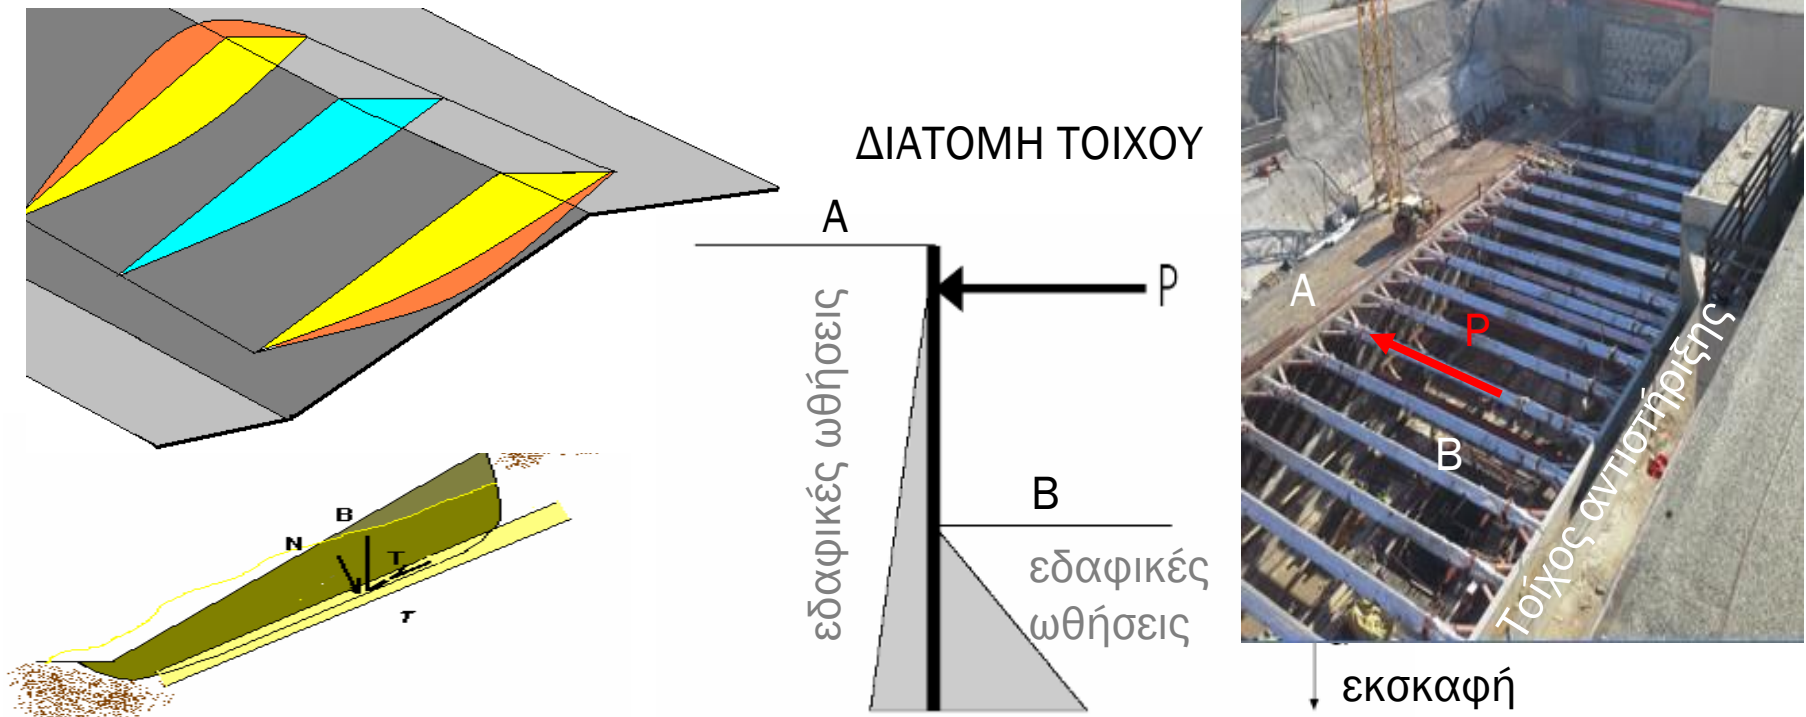 ΔΙΑΤΟΜΗ ΤΟΙΧΟΥ
A
P
εδαφικές ωθήσεις
B
εδαφικές
ωθήσεις
B
N
T
T
A
P
B
Τοίχος αντιστήριξης
εκσκαφή